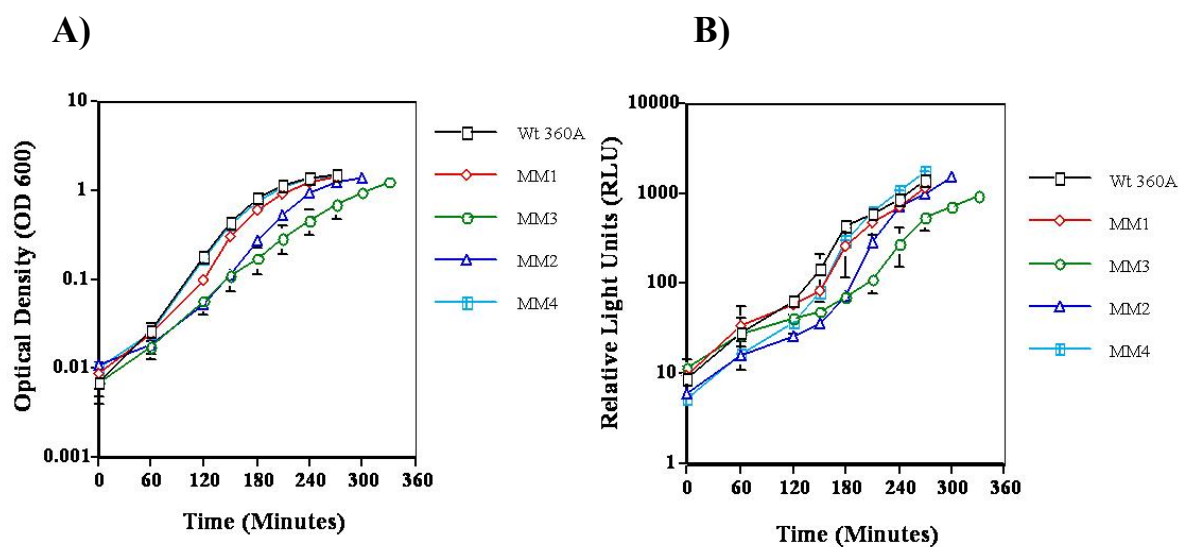 A)
B)
Optical Density (OD 600)
10
1
0.1
0.01
0.001
0 60 120 180 240 300 360
Time (Minutes)
Wt 360A
MM1
MM3
MM2
MM4
Relative Light Units (RLU)
10000
1000
100
10
1
0 60 120 180 240 300 360
Time (Minutes)
Wt 360A
MM1
MM3
MM2
MM4